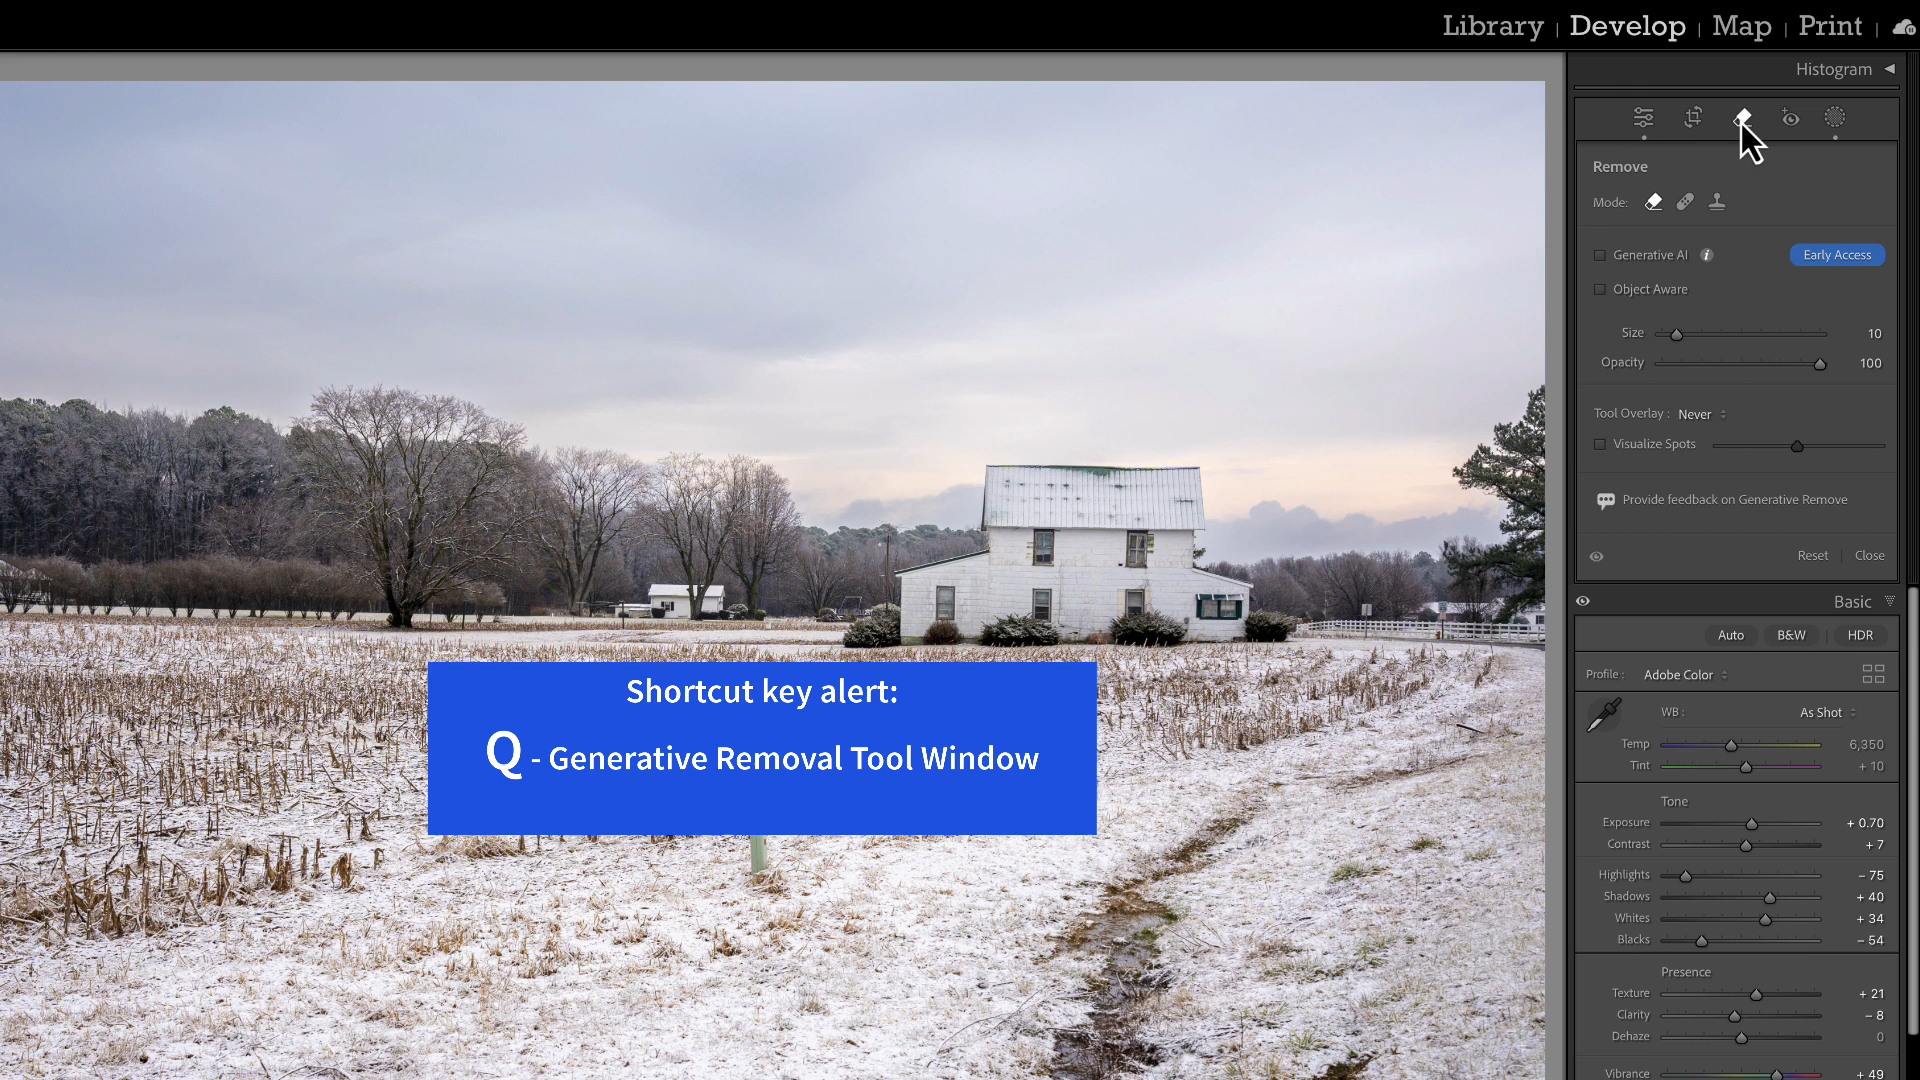 Library | Develop | Map | Print |
Histogram
Remove
Mode:
Generative AI i Early Access
Object Aware
Size 10
Opacity 100
Tool Overlay : Never
Visualize Spots
Provide feedback on Generative Remove
Reset | Close
Basic
Auto B&W | HDR
Profile : Adobe Color
WB : As Shot
Temp 6,350
Tint + 10
Tone
Exposure + 0.70
Contrast + 7
Highlights – 75
Shadows + 40
Whites + 34
Blacks – 54
Presence
Texture + 21
Clarity – 8
Dehaze 0
Vibrance + 49
Shortcut key alert:
Q - Generative Removal Tool Window